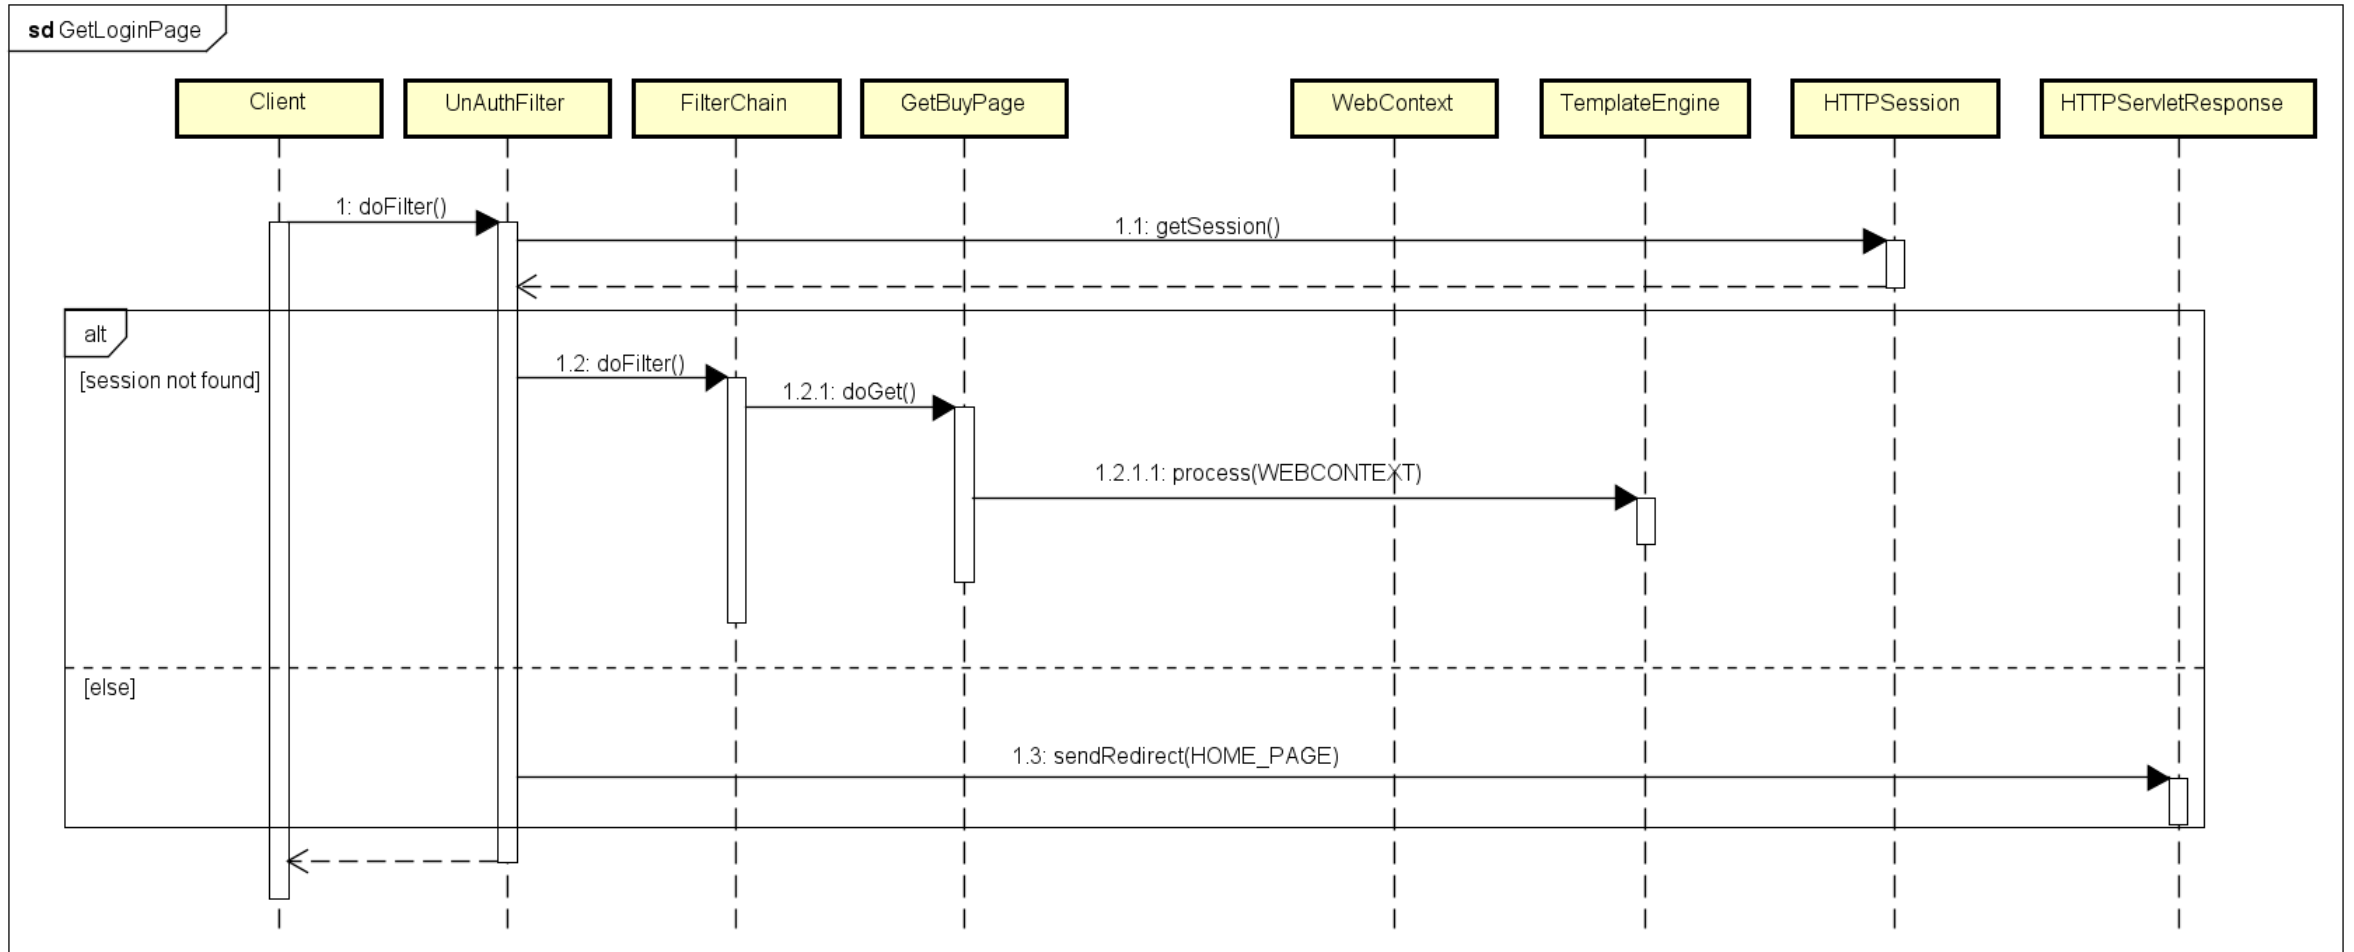 sd GetLoginPage
Client
UnAuthFilter
FilterChain
GetBuyPage
WebContext
TemplateEngine
HTTPSession
HTTPServletResponse
1: doFilter()
1.1: getSession()
alt
[session not found]
1.2: doFilter()
1.2.1: doGet()
1.2.1.1: process(WEBCONTEXT)
[else]
1.3: sendRedirect(HOME_PAGE)